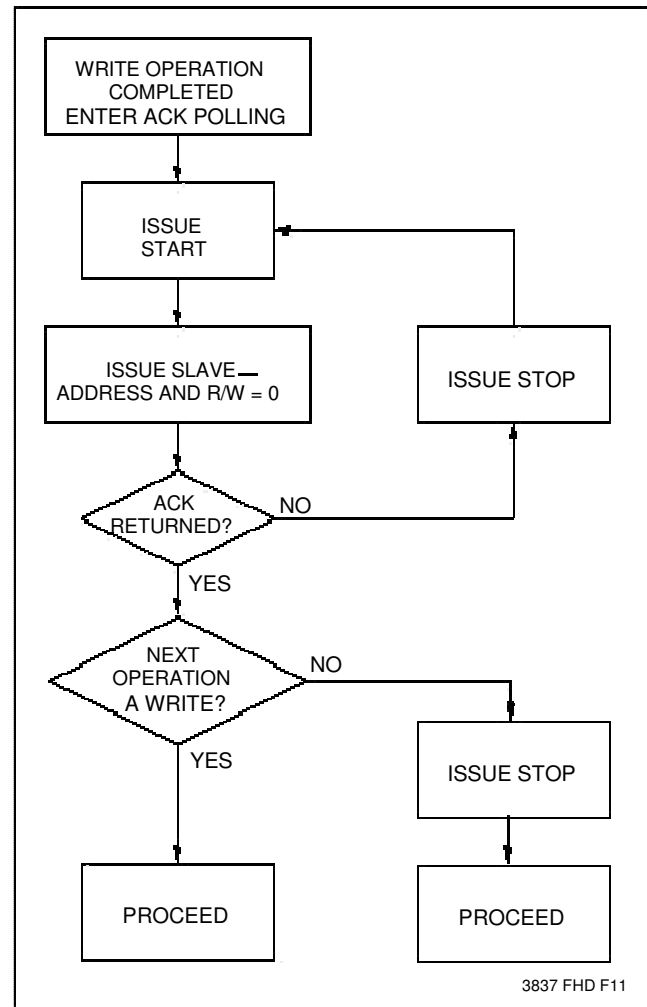 WRITE OPERATION
COMPLETED
ENTER ACK POLLING
ISSUE
START
ISSUE SLAVE
ADDRESS AND R/W = 0
ISSUE STOP
ACK
RETURNED?
NO
YES
NEXT
OPERATION
A WRITE?
NO
YES
ISSUE STOP
PROCEED
PROCEED
3837 FHD F11